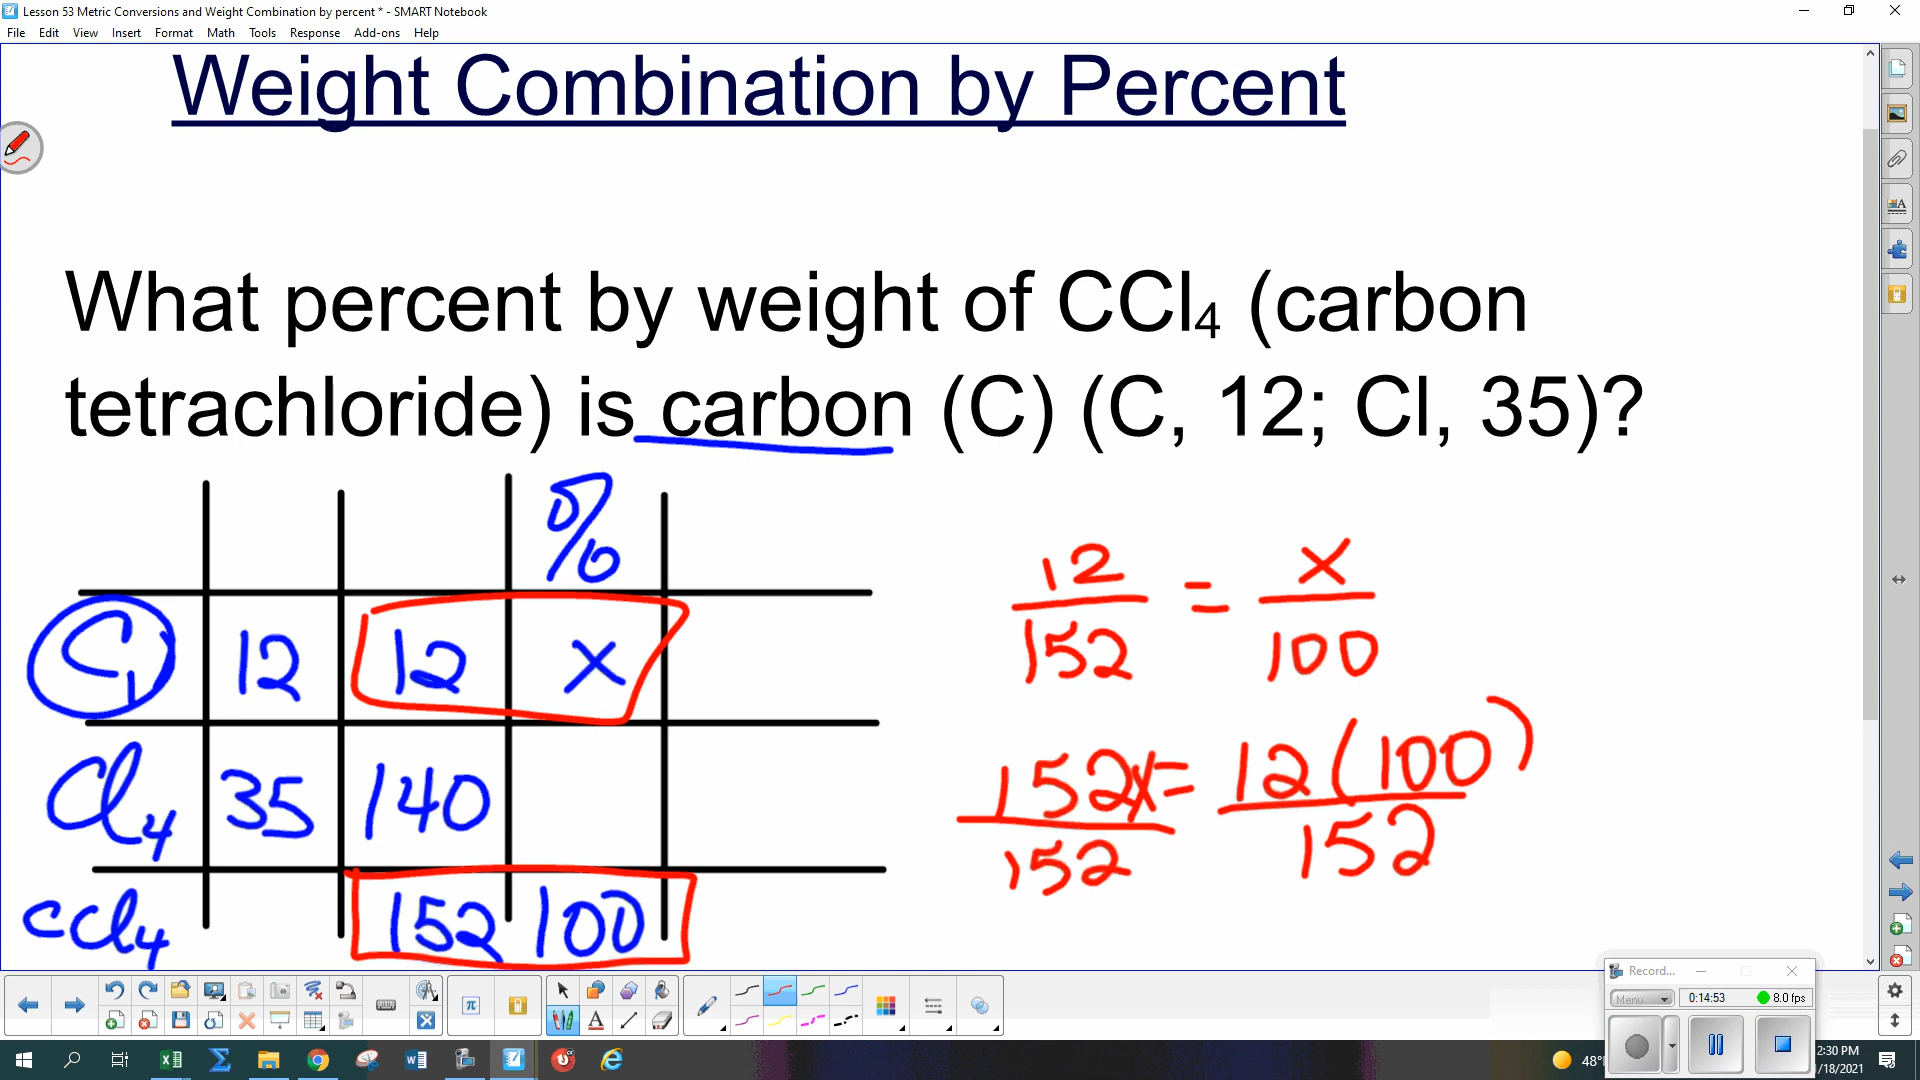 Lesson 53 Metric Conversions and Weight Combination by percent * - SMART Notebook
File Edit View Insert Format Math Tools Response Add-ons Help
Weight Combination by Percent
What percent by weight of CCl₄ (carbon
tetrachloride) is carbon (C) (C, 12; Cl, 35)?
%
C₁ 12 12 x
Cl₄ 35 140
ccl₄ 152 100
12/152 = x/100
152x/152 = 12(100)/152
Record...
Menu 0:14:53 8.0 fps
48°
2:30 PM
/18/2021